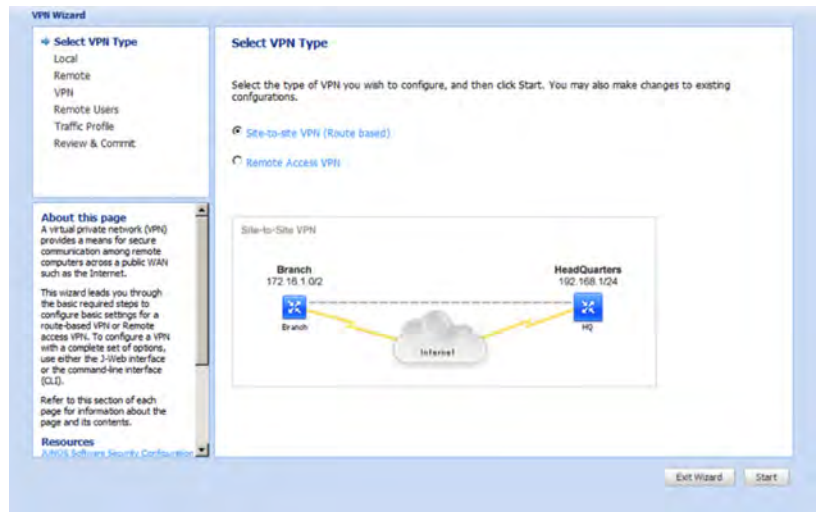 VPN Wizard
Select VPN Type
Local
Remote
VPN
Remote Users
Traffic Profile
Review & Commit
About this page
A virtual private network (VPN)
provides a means for secure
communication among remote
computers across a public WAN
such as the Internet.
This wizard leads you through
the basic required steps to
configure basic settings for a
route-based VPN or Remote
access VPN. To configure a VPN
with a complete set of options,
use either the J-Web interface
or the command-line interface
(CLI).
Refer to this section of each
page for information about the
page and its contents.
Resources
JUNOS Software Security Configuration
Select VPN Type
Select the type of VPN you wish to configure, and then click Start. You may also make changes to existing
configurations.
Site-to-site VPN (Route based)
Remote Access VPN
Site-to-Site VPN
Branch
172.16.1.0/2
Branch
Internet
HeadQuarters
192.168.1/24
HQ
Exit Wizard
Start